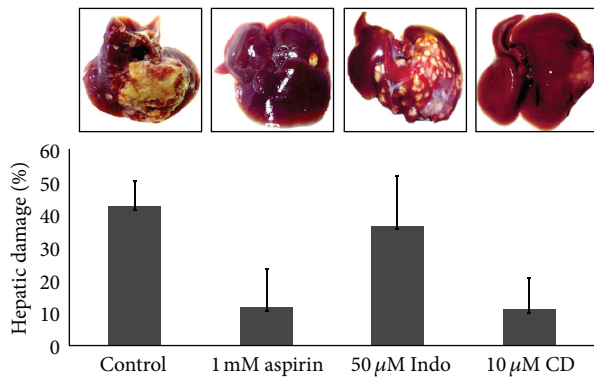 60
50
40
30
20
10
0
Hepatic damage (%)
Control
1 mM aspirin
50 μM Indo
10 μM CD